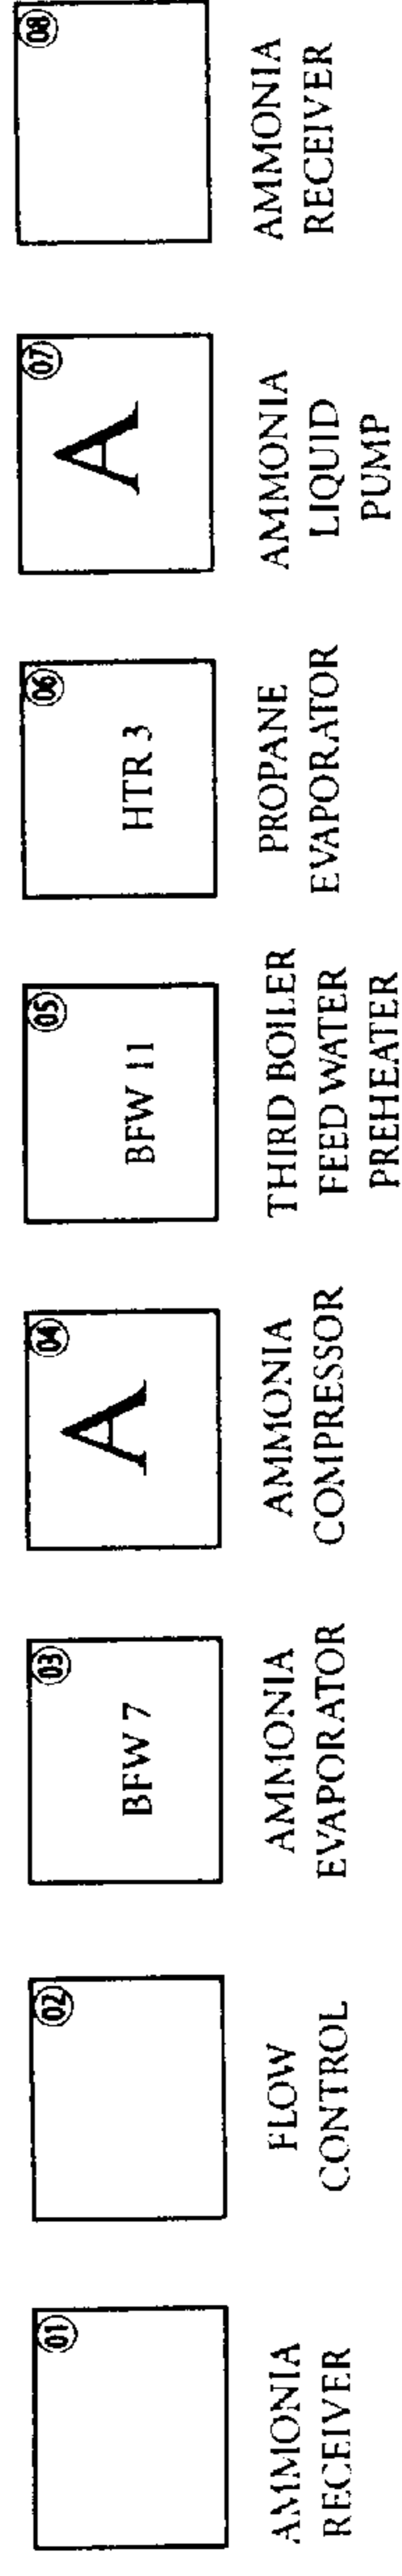 01
AMMONIA
RECEIVER
02
FLOW
CONTROL
03
BFW 7
AMMONIA
EVAPORATOR
04
A
AMMONIA
COMPRESSOR
05
BFW 11
THIRD BOILER
FEED WATER
PREHEATER
06
HTR 3
PROPANE
EVAPORATOR
07
A
AMMONIA
LIQUID
PUMP
08
AMMONIA
RECEIVER